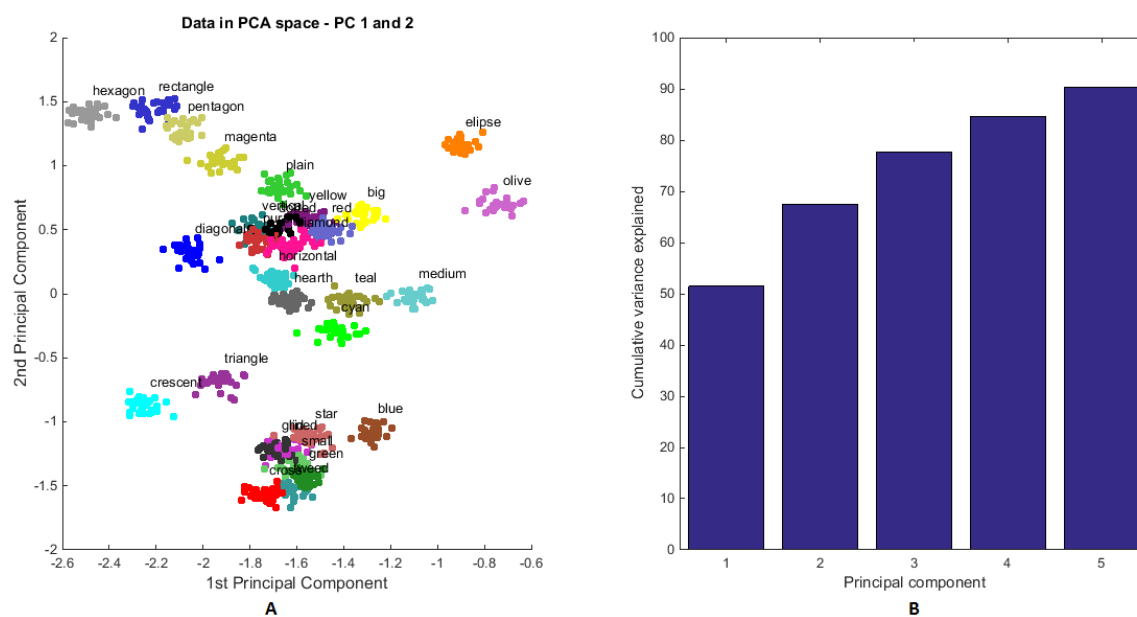 Data in PCA space - PC 1 and 2
2nd Principal Component
2
1.5
1
0.5
0
-0.5
-1
-1.5
-2
-2.6
-2.4
-2.2
-2
-1.8
-1.6
-1.4
-1.2
-1
-0.8
-0.6
1st Principal Component
hexagon
rectangle
pentagon
magenta
elipse
plain
olive
yellow
big
red
diagonal
horizontal
hearth
teal
medium
cyan
triangle
crescent
star
blue
small
green
cross
A
Cumulative variance explained
100
90
80
70
60
50
40
30
20
10
0
1
2
3
4
5
Principal component
B